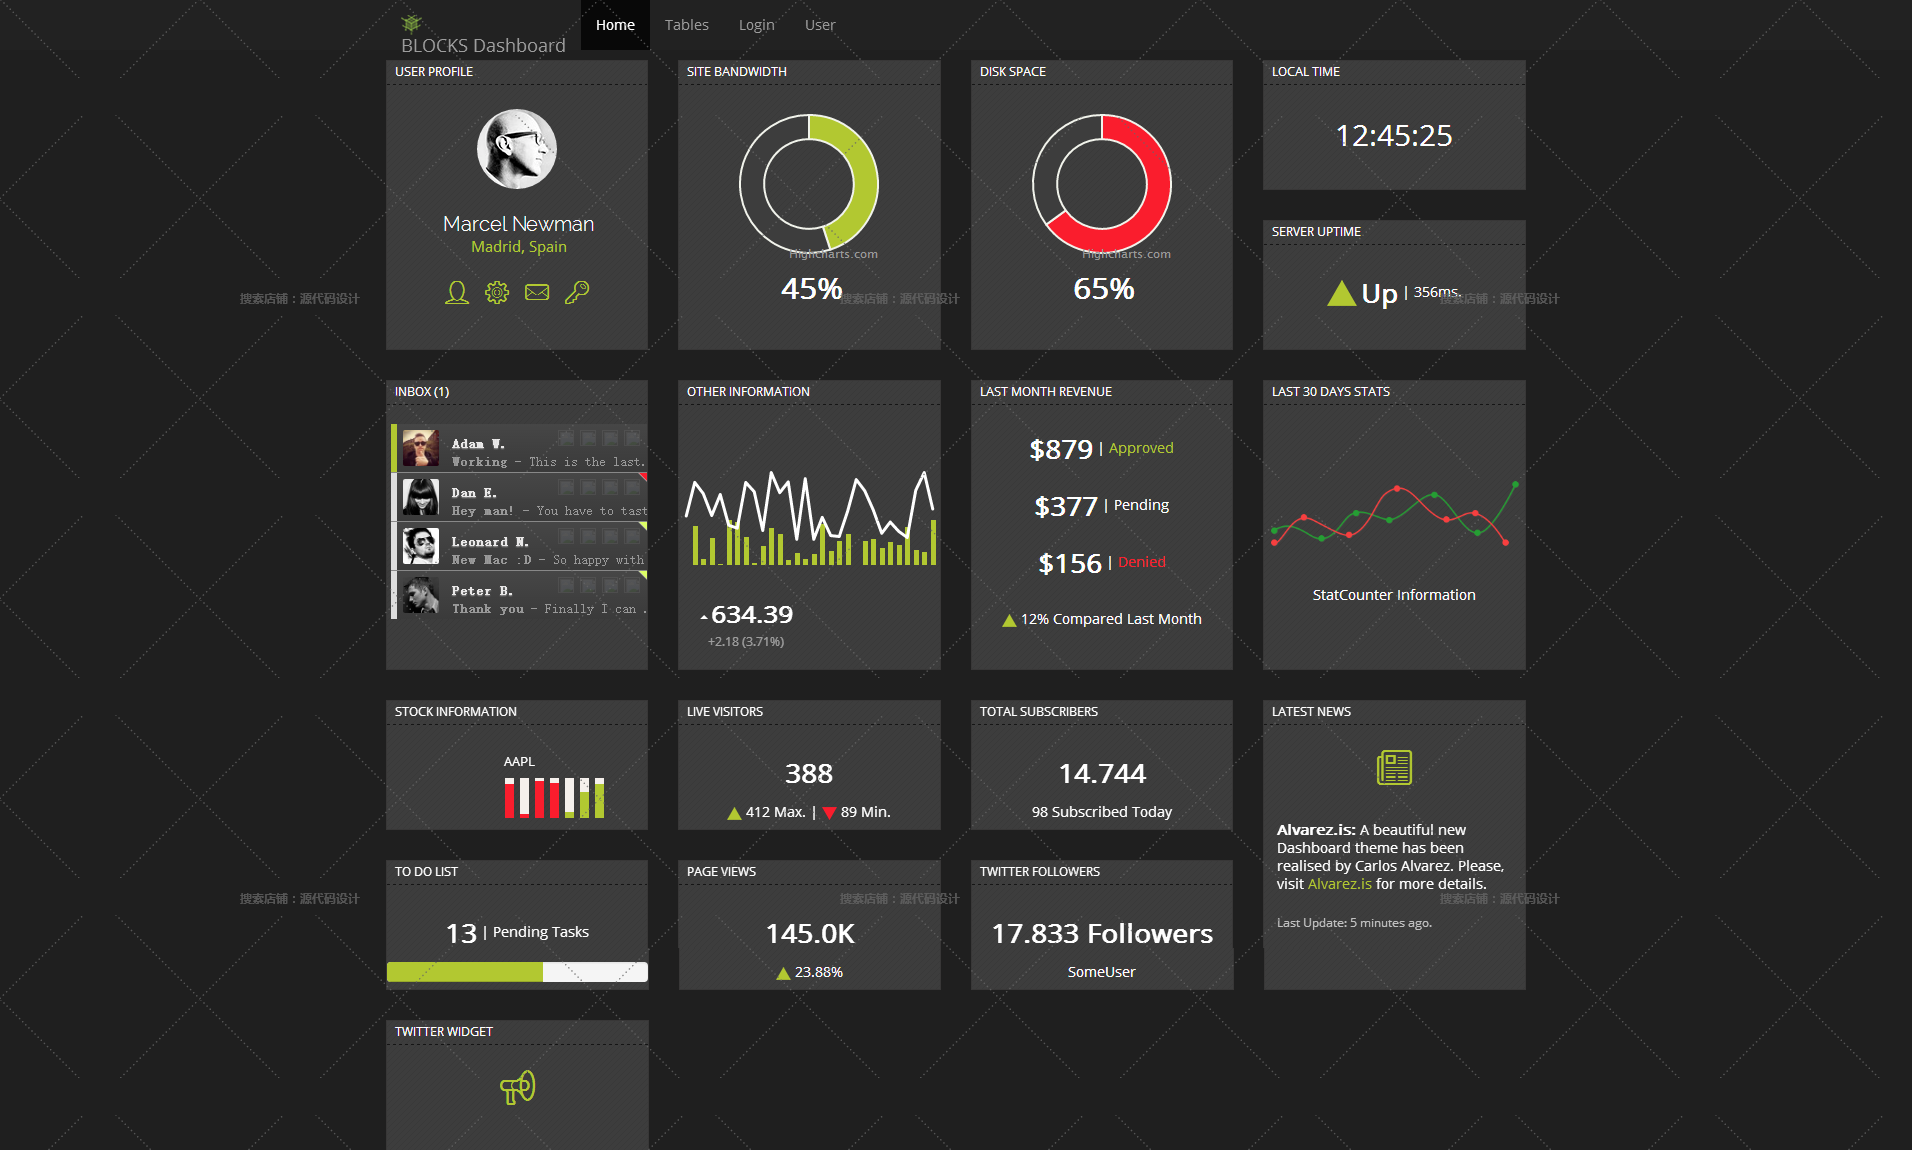 BLOCKS Dashboard
Home
Tables
Login
User
USER PROFILE
Marcel Newman
Madrid, Spain
SITE BANDWIDTH
Highcharts.com
45%
DISK SPACE
Highcharts.com
65%
LOCAL TIME
12:45:25
SERVER UPTIME
Up | 356ms.
搜索店铺：源代码设计
搜索店铺：源代码设计
搜索店铺：源代码设计
INBOX (1)
Adam W.
Working - This is the last.
Dan E.
Hey man! - You have to tast
Leonard N.
New Mac :D - So happy with
Peter B.
Thank you - Finally I can .
OTHER INFORMATION
634.39
+2.18 (3.71%)
LAST MONTH REVENUE
$879 | Approved
$377 | Pending
$156 | Denied
12% Compared Last Month
LAST 30 DAYS STATS
StatCounter Information
STOCK INFORMATION
AAPL
LIVE VISITORS
388
412 Max. | 89 Min.
TOTAL SUBSCRIBERS
14.744
98 Subscribed Today
LATEST NEWS
Alvarez.is: A beautiful new
Dashboard theme has been
realised by Carlos Alvarez. Please,
visit Alvarez.is for more details.
Last Update: 5 minutes ago.
TO DO LIST
13 | Pending Tasks
PAGE VIEWS
145.0K
23.88%
TWITTER FOLLOWERS
17.833 Followers
SomeUser
搜索店铺：源代码设计
搜索店铺：源代码设计
搜索店铺：源代码设计
TWITTER WIDGET